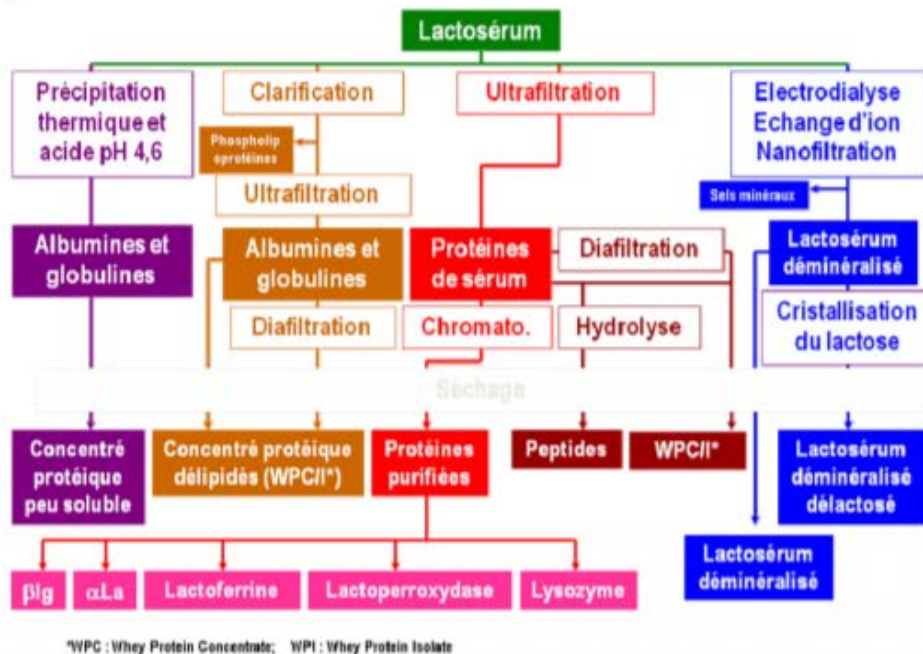 Lactosérum
Précipitation
thermique et
acide pH 4,6
Clarification
Ultrafiltration
Electrodialyse
Echange d'ion
Nanofiltration
Phospholip
oprotéines
Ultrafiltration
Sels minéraux
Albumines et
globulines
Albumines et
globulines
Protéines
de sérum
Diafiltration
Lactosérum
déminéralisé
Diafiltration
Chromato.
Hydrolyse
Cristallisation
du lactose
Séchage
Concentré
protéique
peu soluble
Concentré protéique
délipidés (WPC/I*)
Protéines
purifiées
Peptides
WPC/I*
Lactosérum
déminéralisé
délactosé
Lactosérum
déminéralisé
βlg
αLa
Lactoferrine
Lactoperroxydase
Lysozyme
*WPC : Whey Protein Concentrate; WPI : Whey Protein Isolate